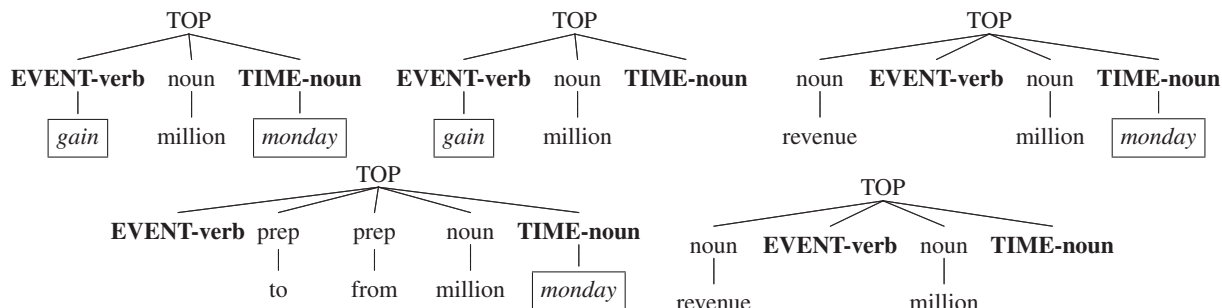 TOP TOP TOP
EVENT-verb noun TIME-noun EVENT-verb noun TIME-noun noun EVENT-verb noun TIME-noun
gain million monday gain million revenue million monday
TOP TOP
EVENT-verb prep prep noun TIME-noun noun EVENT-verb noun TIME-noun
to from million monday revenue million